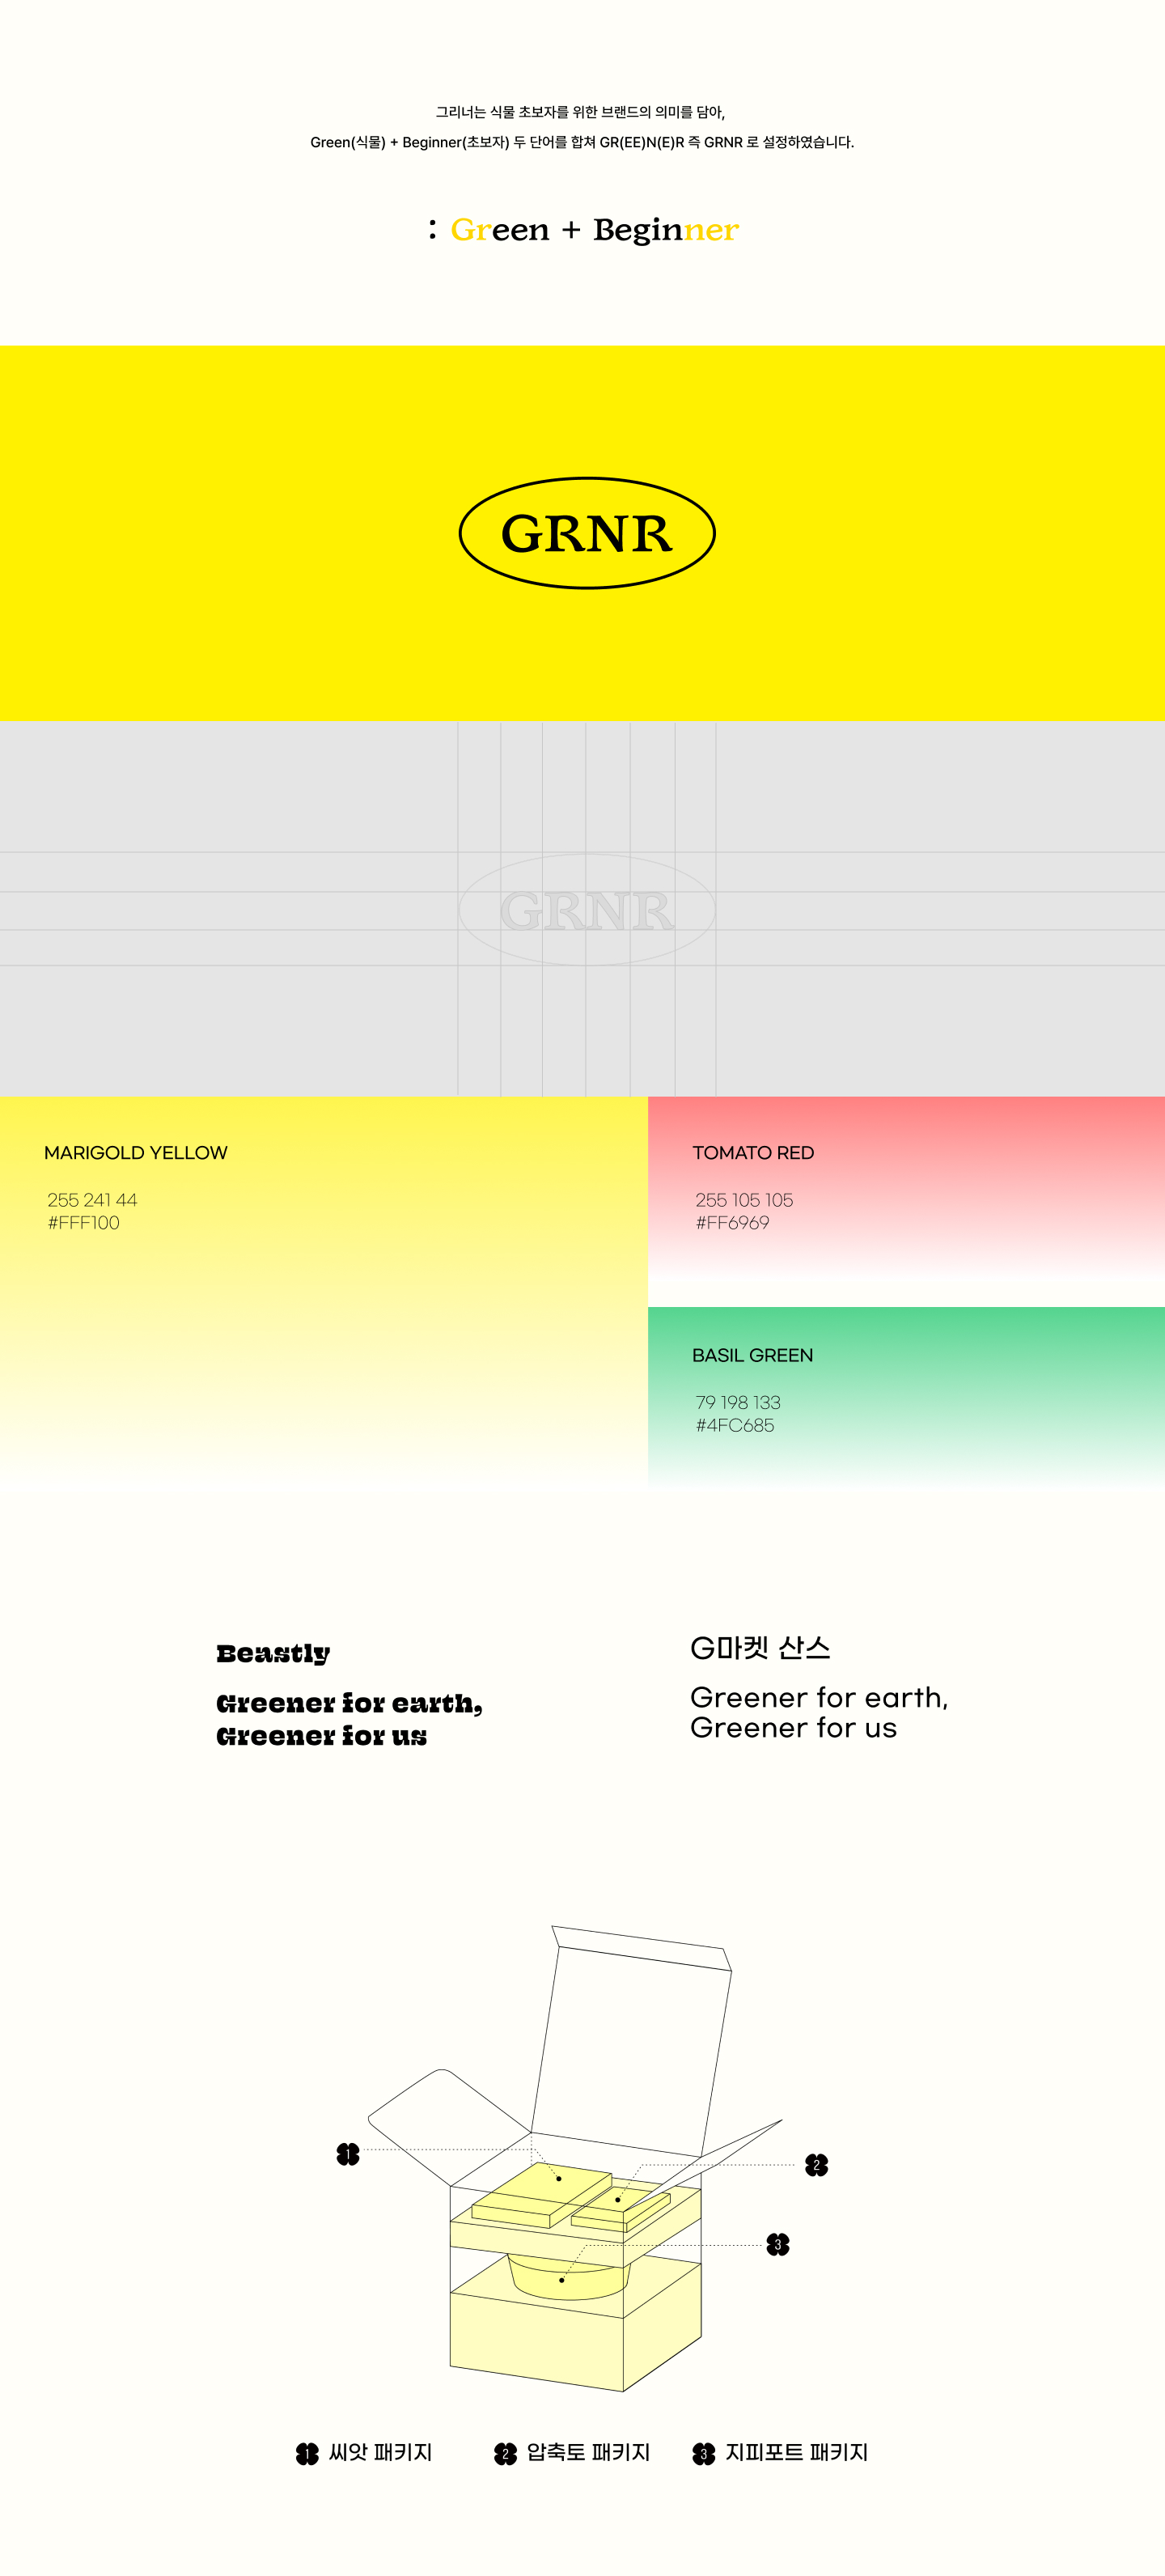 그리너는 식물 초보자를 위한 브랜드의 의미를 담아,
Green(식물) + Beginner(초보자) 두 단어를 합쳐 GR(EE)N(E)R 즉 GRNR 로 설정하였습니다.
: Green + Beginner
GRNR
GRNR
MARIGOLD YELLOW
255 241 44
#FFF100
TOMATO RED
255 105 105
#FF6969
BASIL GREEN
79 198 133
#4FC685
Beastly
Greener for earth,
Greener for us
G마켓 산스
Greener for earth,
Greener for us
1
2
3
1 씨앗 패키지
2 압축토 패키지
3 지피포트 패키지